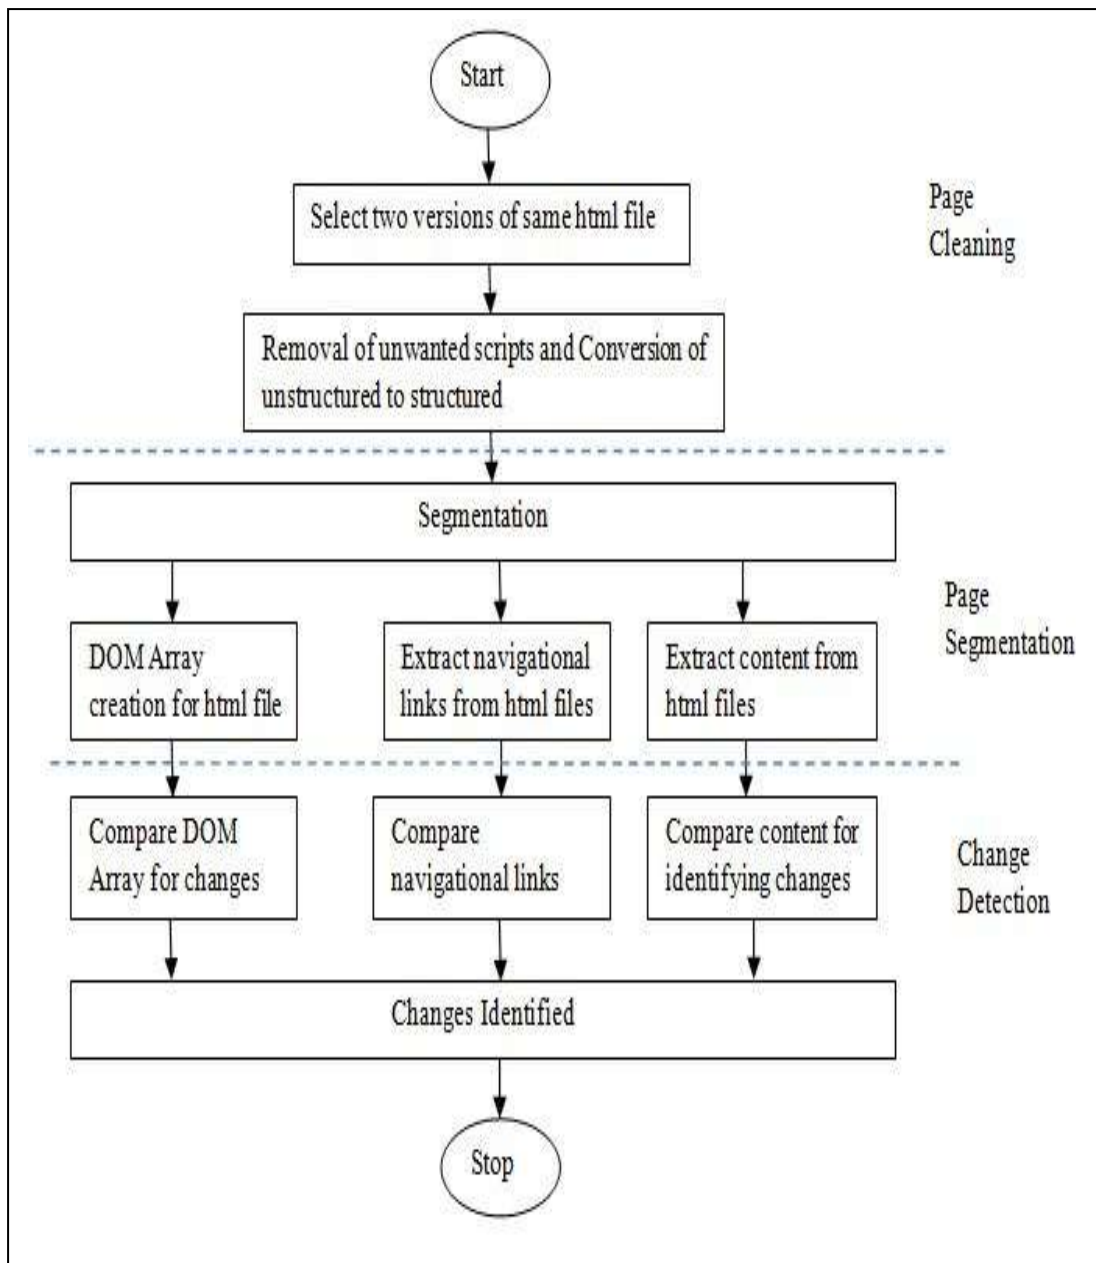 Start
Select two versions of same html file
Page
Cleaning
Removal of unwanted scripts and Conversion of
unstructured to structured
Segmentation
Page
Segmentation
DOM Array
creation for html file
Extract navigational
links from html files
Extract content from
html files
Compare DOM
Array for changes
Compare
navigational links
Compare content for
identifying changes
Change
Detection
Changes Identified
Stop